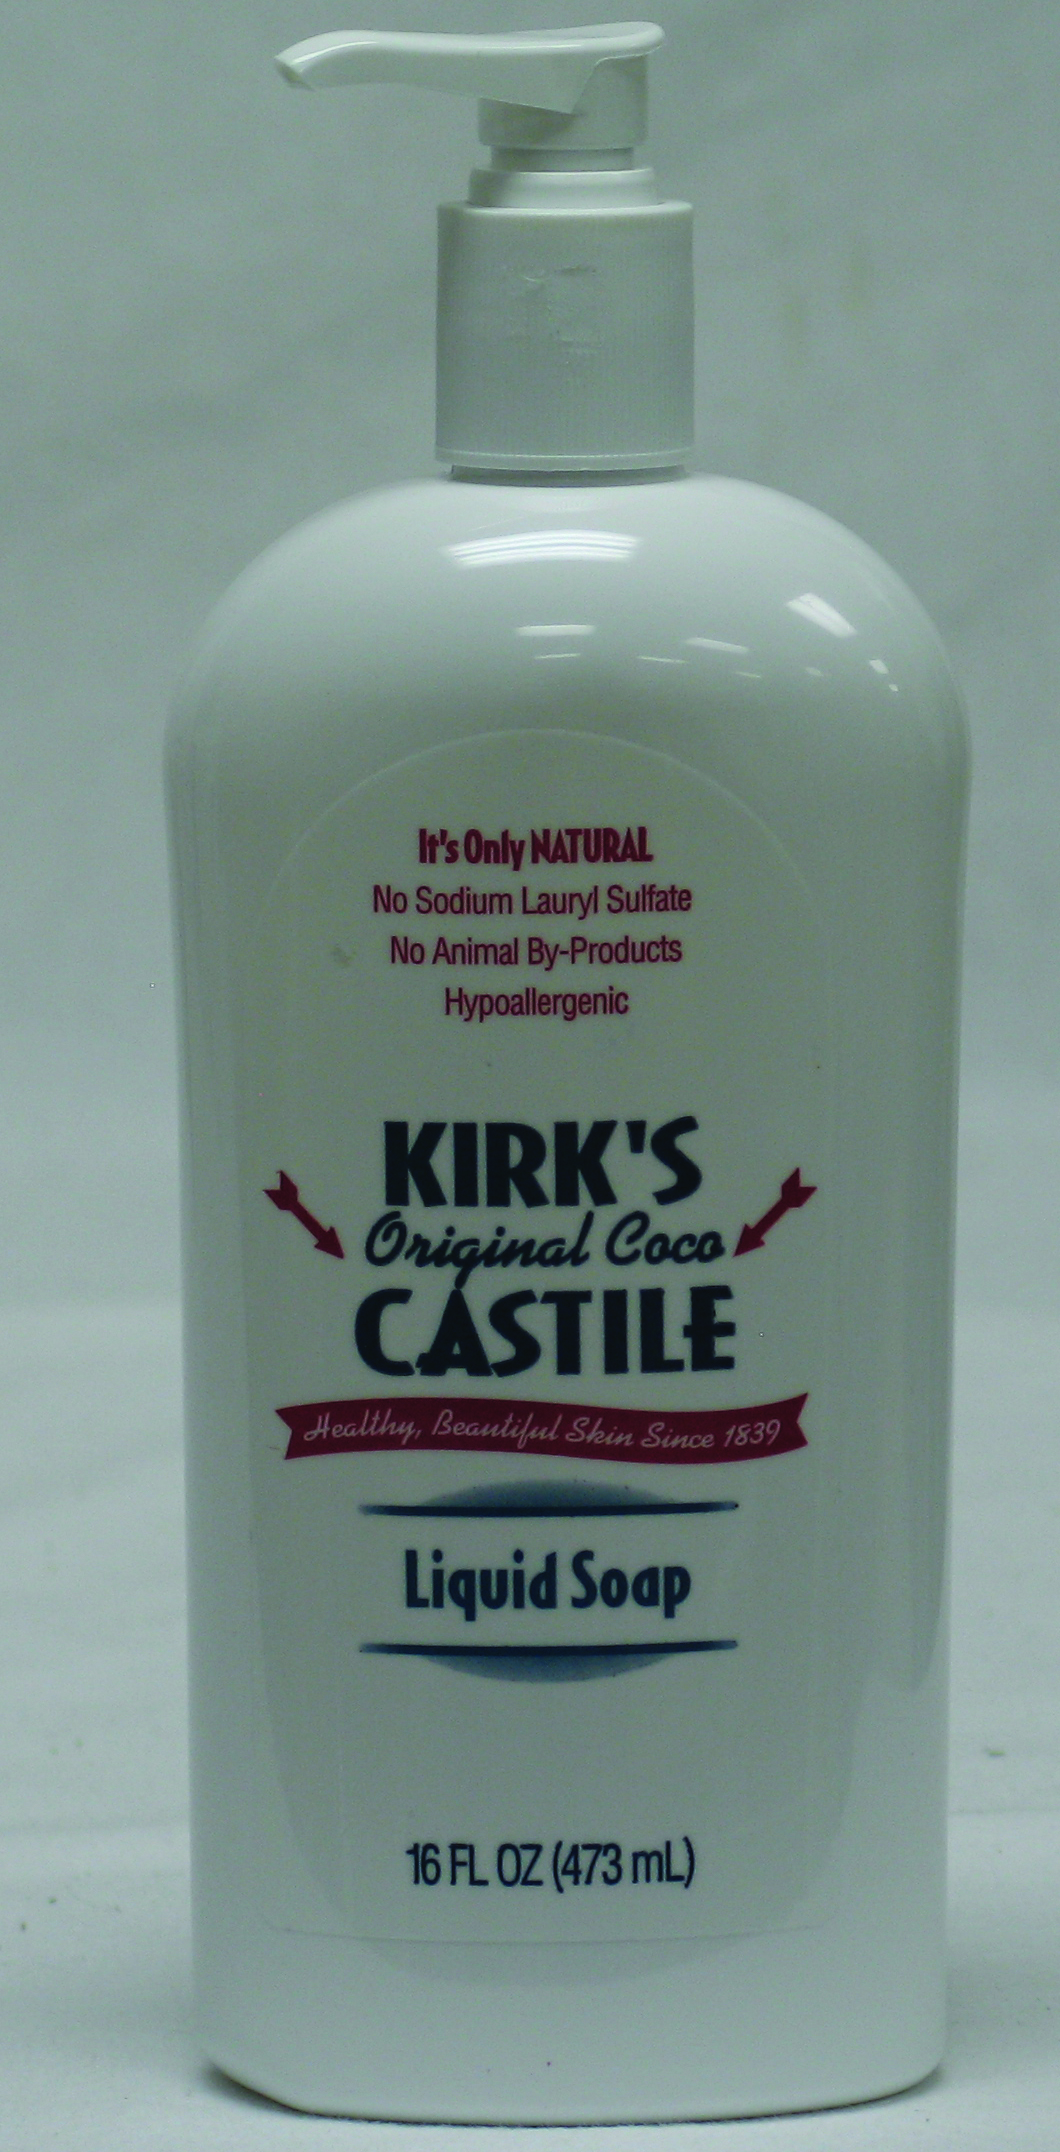 It's Only NATURAL
No Sodium Lauryl Sulfate
No Animal By-Products
Hypoallergenic
KIRK'S
Original Coco
CASTILE
Healthy, Beautiful Skin Since 1839
Liquid Soap
16 FL OZ (473 mL)